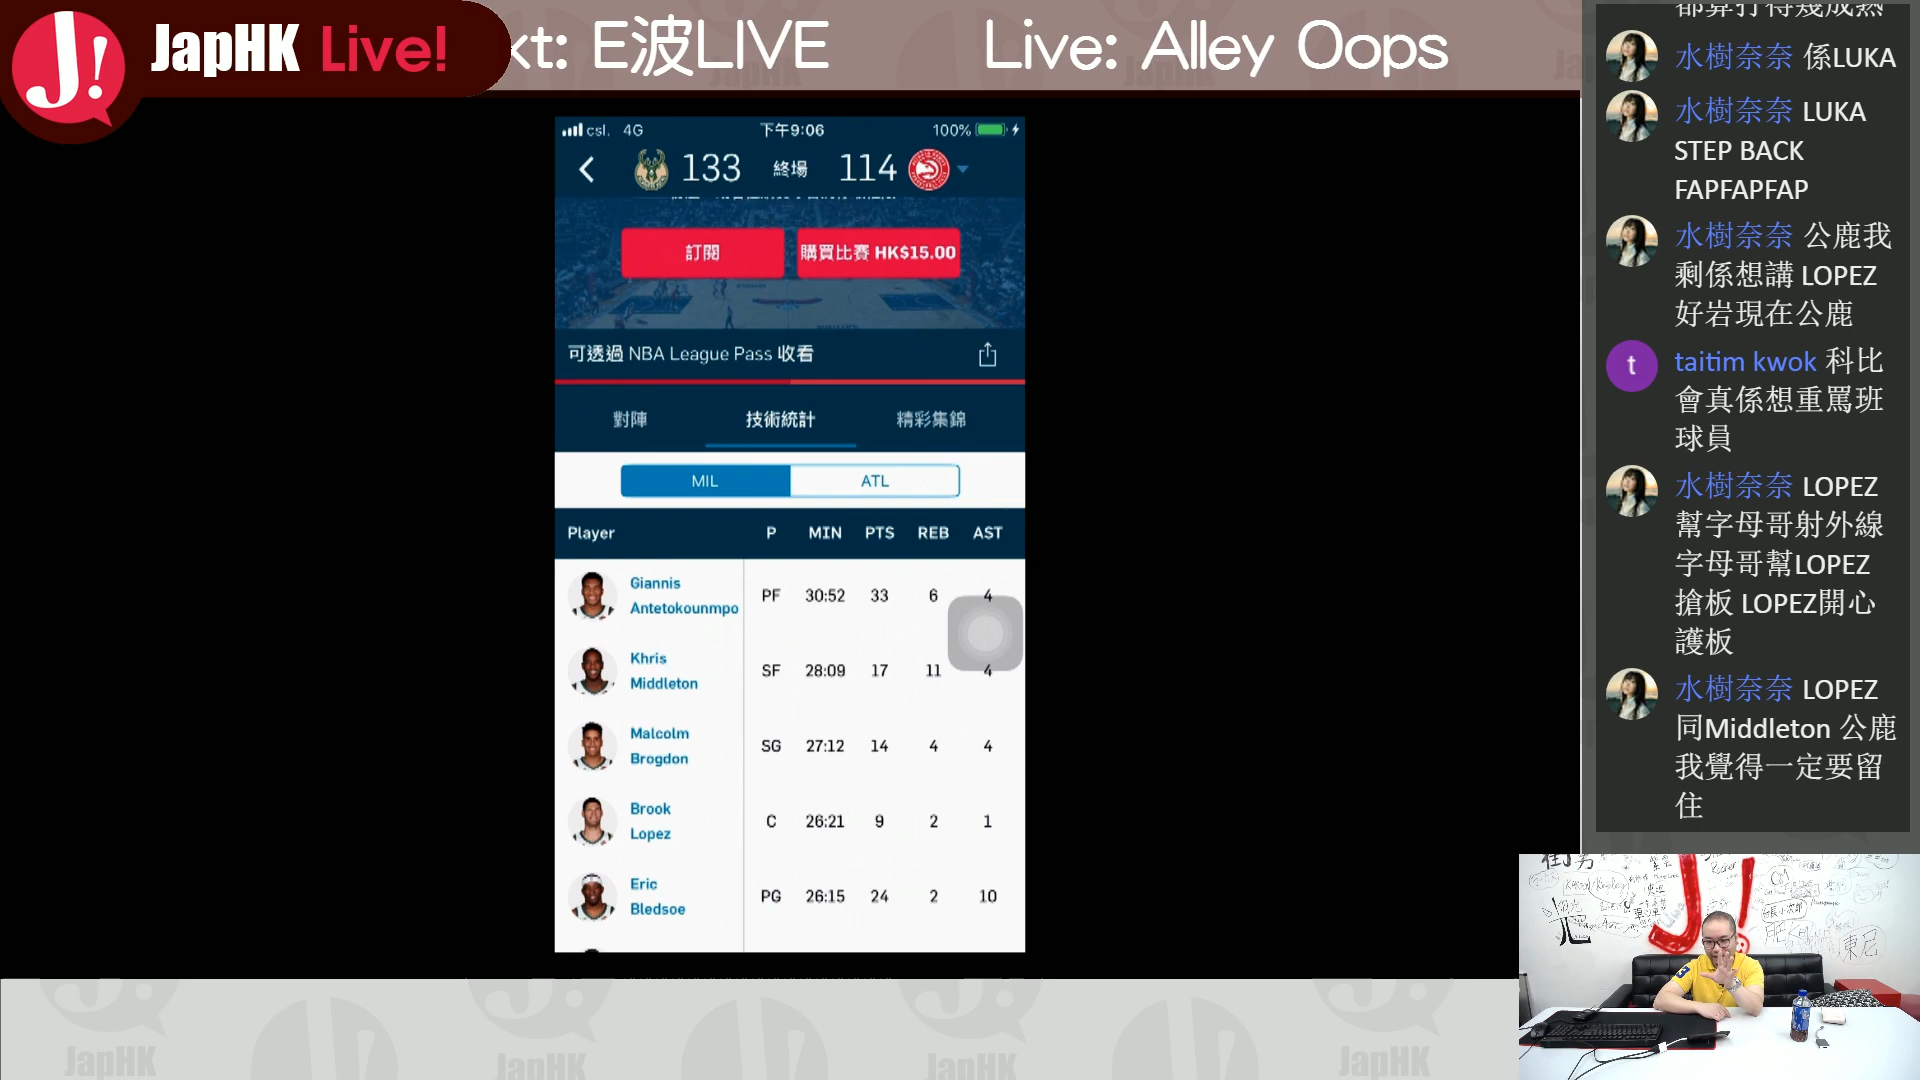 J!
JapHK Live!
xt: E波LIVE
Live: Alley Oops
csl. 4G
下午9:06
100%
133 終場 114
訂閱
購買比賽 HK$15.00
可透過 NBA League Pass 收看
對陣
技術統計
精彩集錦
MIL
ATL
Player P MIN PTS REB AST
Giannis
Antetokounmpo
PF 30:52 33 6 4
Khris
Middleton
SF 28:09 17 11 4
Malcolm
Brogdon
SG 27:12 14 4 4
Brook
Lopez
C 26:21 9 2 1
Eric
Bledsoe
PG 26:15 24 2 10
水樹奈奈 係LUKA
水樹奈奈 LUKA
STEP BACK
FAPFAPFAP
水樹奈奈 公鹿我
剩係想講 LOPEZ
好岩現在公鹿
t
taitim kwok 科比
會真係想重罵班
球員
水樹奈奈 LOPEZ
幫字母哥射外線
字母哥幫LOPEZ
搶板 LOPEZ開心
護板
水樹奈奈 LOPEZ
同Middleton 公鹿
我覺得一定要留
住
J!
東尼
JapHK
JapHK
JapHK
JapHK